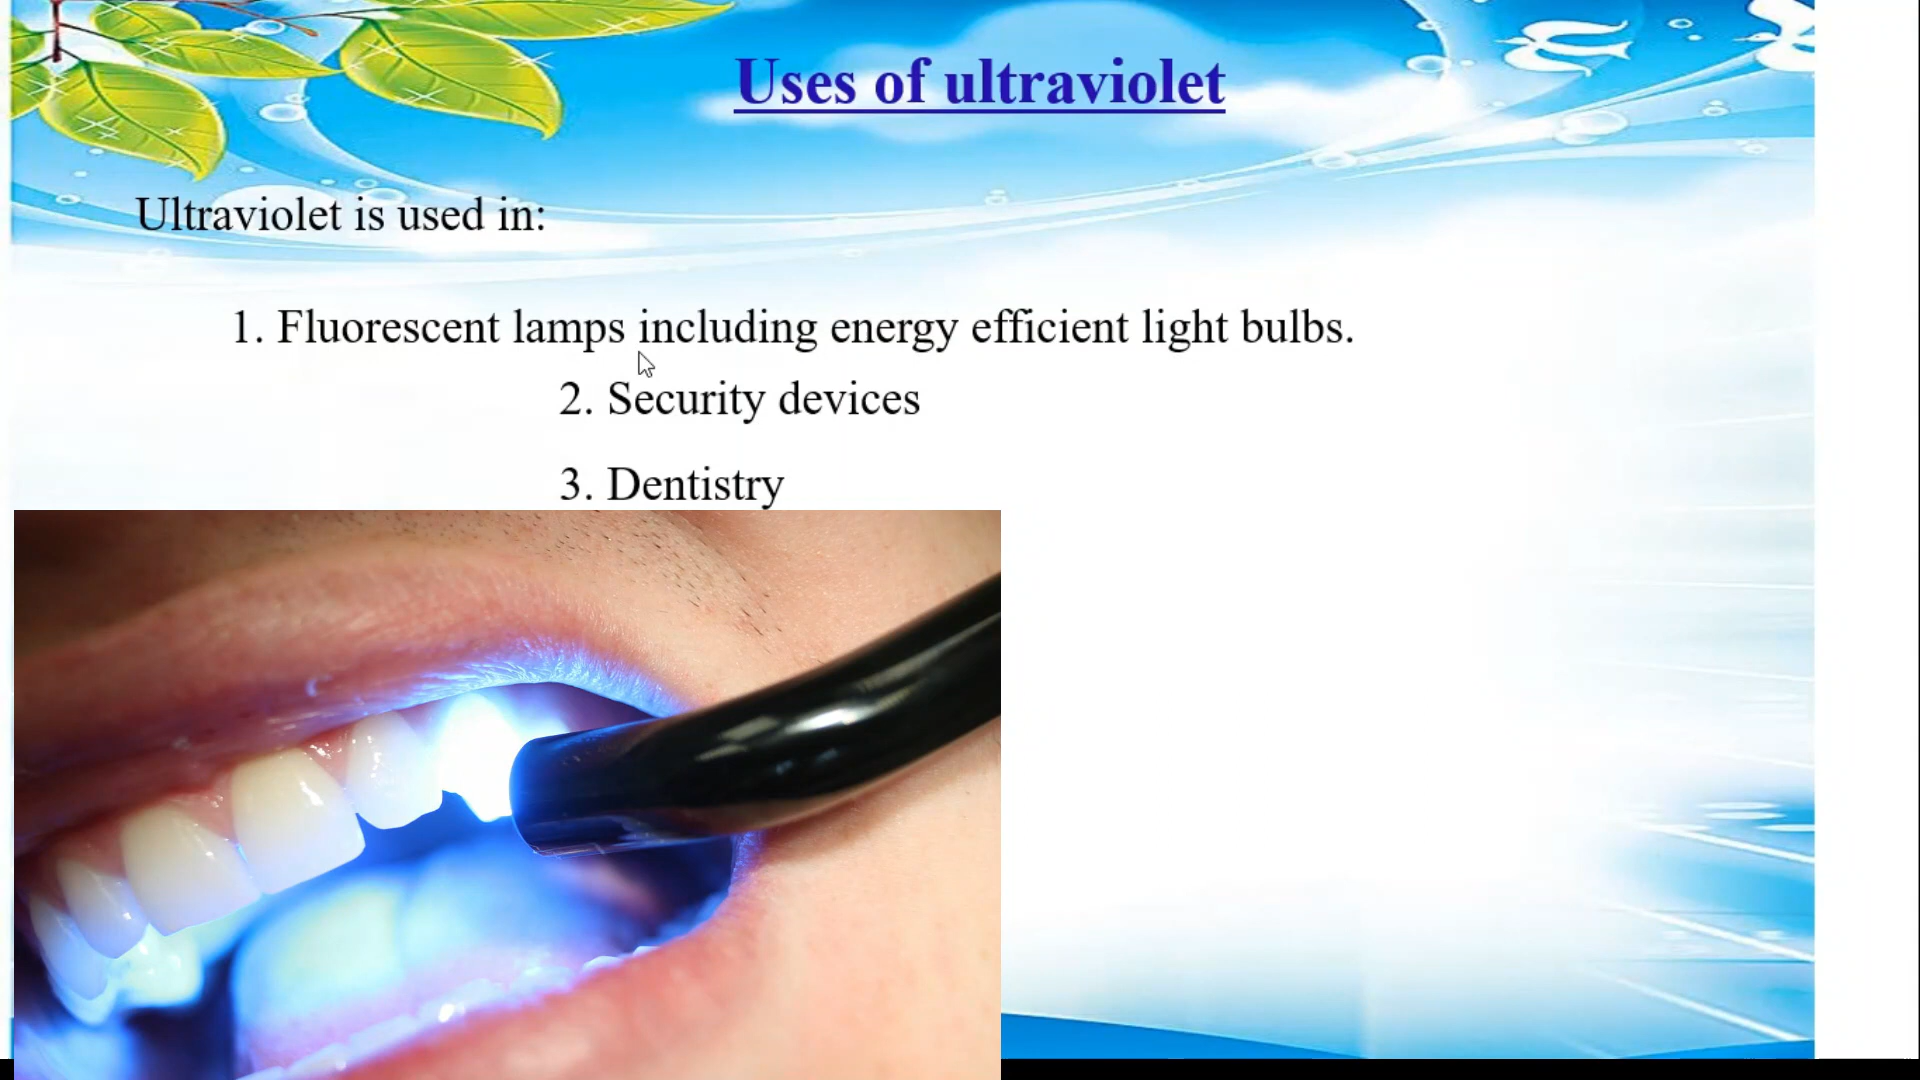 Uses of ultraviolet
Ultraviolet is used in:
1. Fluorescent lamps including energy efficient light bulbs.
2. Security devices
3. Dentistry